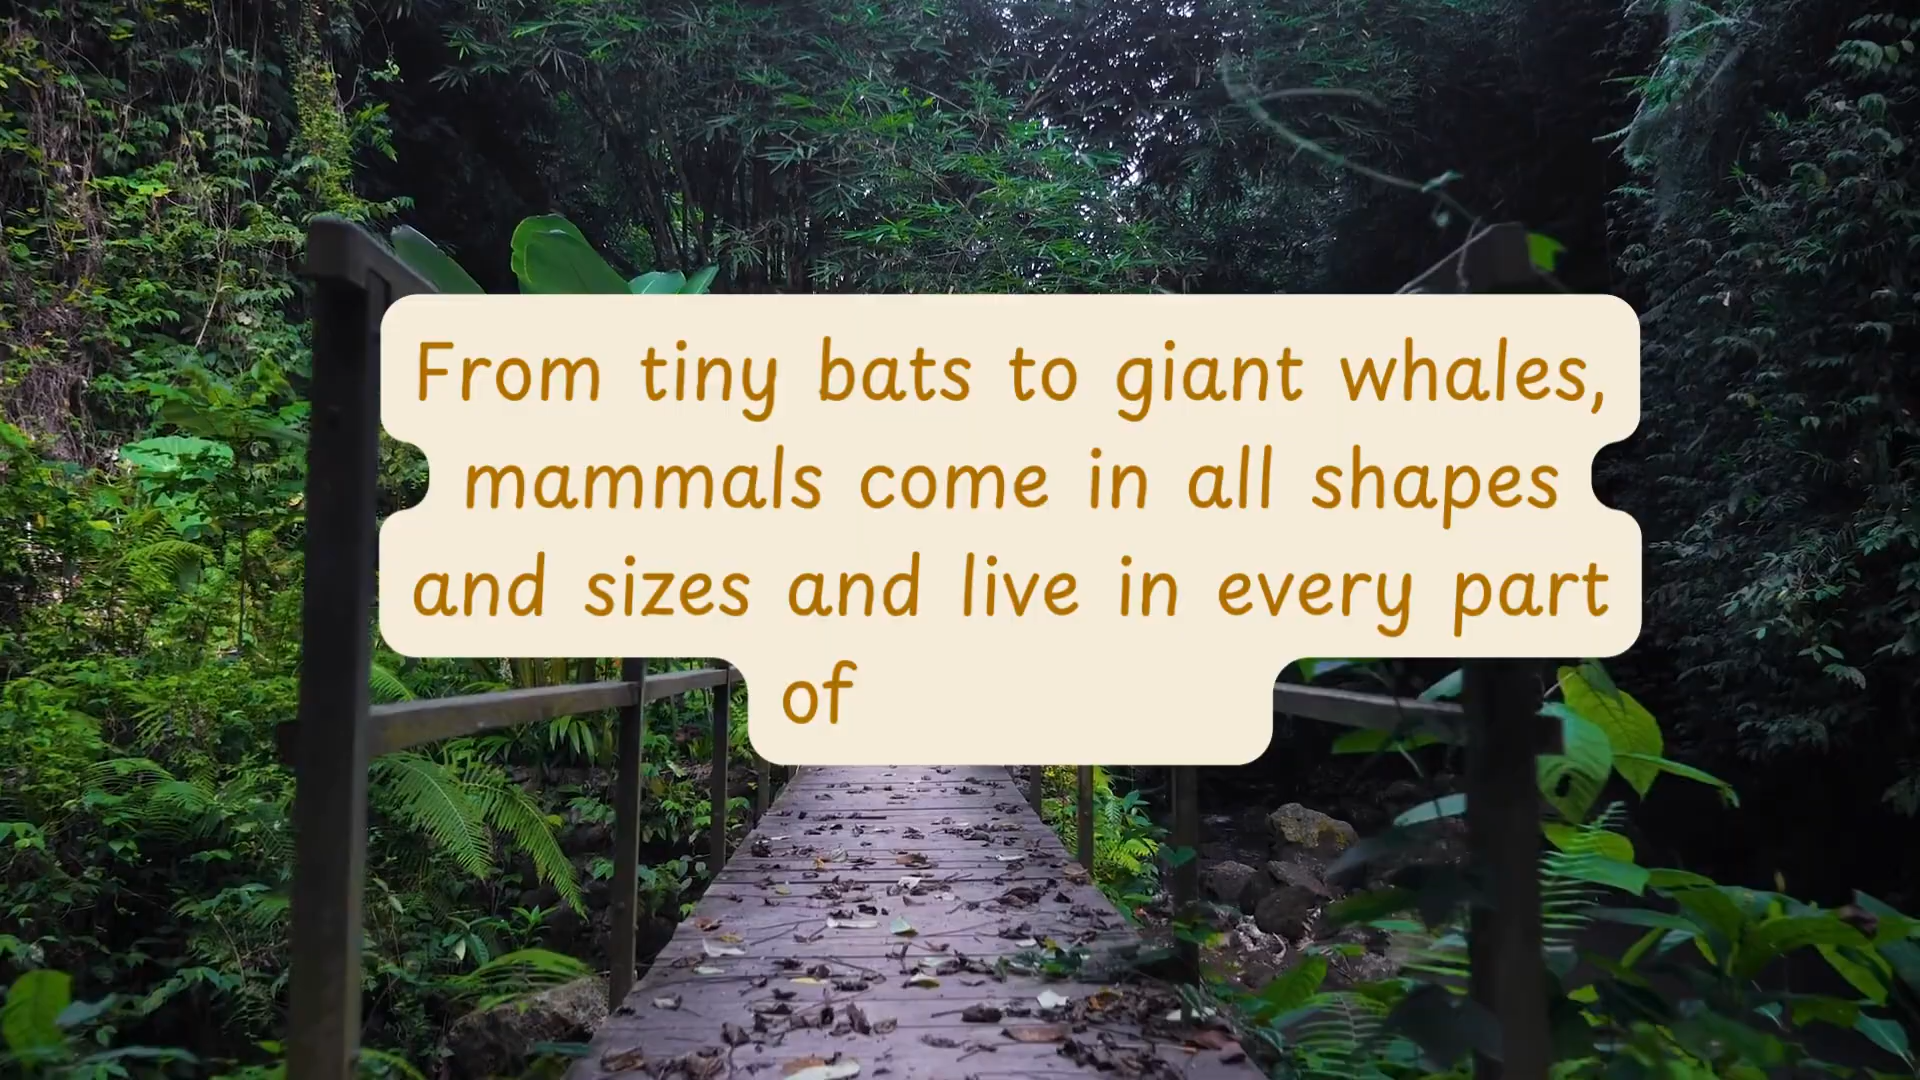 From tiny bats to giant whales,
mammals come in all shapes
and sizes and live in every part
of